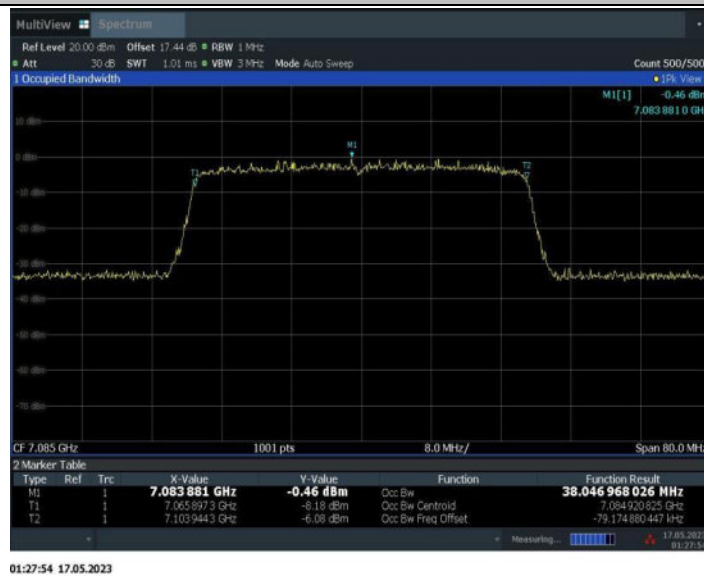 MultiView Spectrum
Ref Level 20.00 dBm Offset 17.44 dB RBW 1 MHz
Att 30 dB SWT 1.01 ms VBW 3 MHz Mode Auto Sweep Count 500/500
1 Occupied Bandwidth 1Pk View
M1[1] -0.46 dBm
7.083 881 0 GHz
10 dBm
M1
0 dBm
T1 T2
-10 dBm
-20 dBm
-30 dBm
-40 dBm
-50 dBm
-60 dBm
-70 dBm
CF 7.085 GHz 1001 pts 8.0 MHz/ Span 80.0 MHz
2 Marker Table
Type Ref Trc X-Value Y-Value Function Function Result
M1 1 7.083 881 GHz -0.46 dBm Occ Bw 38.046 968 026 MHz
T1 1 7.065 897 3 GHz -8.18 dBm Occ Bw Centroid 7.084 920 825 GHz
T2 1 7.103 944 3 GHz -6.08 dBm Occ Bw Freq Offset -79.174 880 447 kHz
Measuring... 17.05.2023
01:27:54
01:27:54 17.05.2023